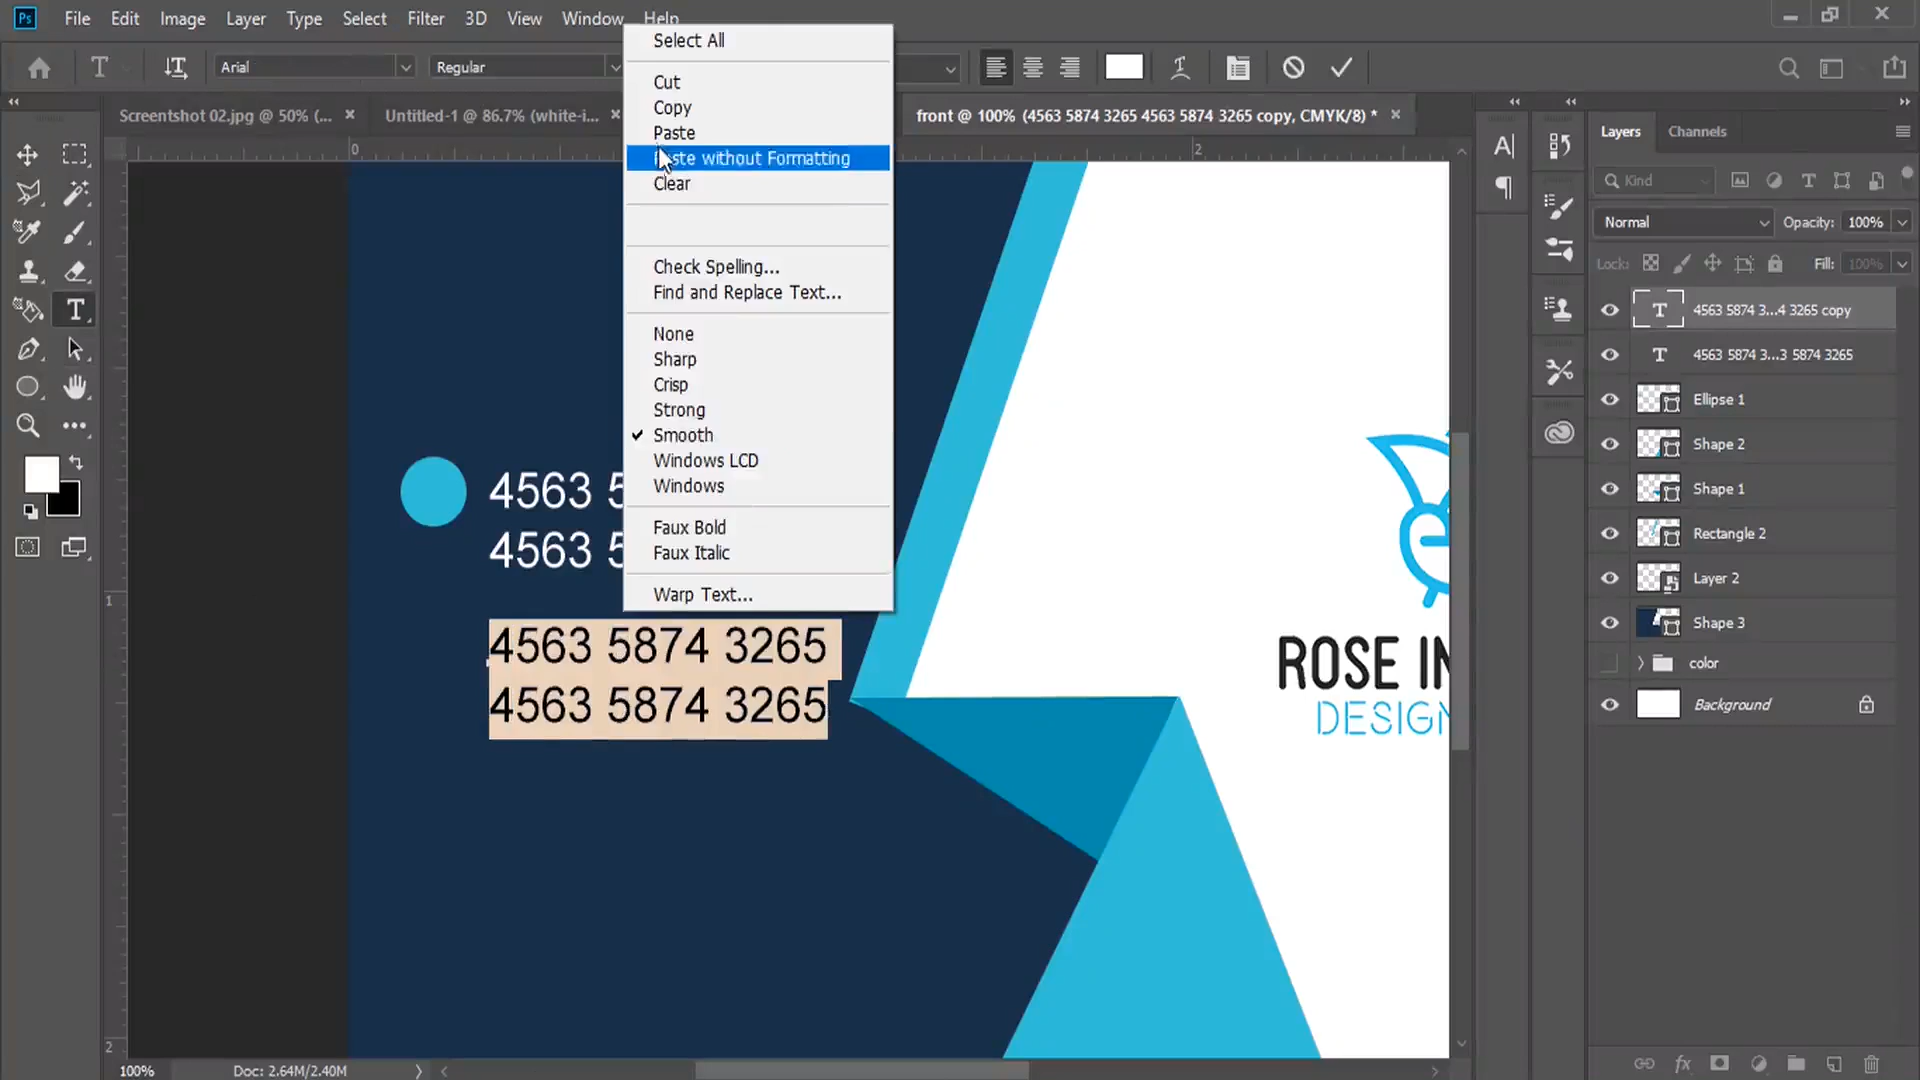 Ps File Edit Image Layer Type Select Filter 3D View Window Help
Arial Regular
Screenshot 02.jpg @ 50% (... × Untitled-1 @ 86.7% (white-i... × front @ 100% (4563 5874 3265 4563 5874 3265 copy, CMYK/8) * ×
0 2
1
2
Select All
Cut
Copy
Paste
ste without Formatting
Clear
Check Spelling...
Find and Replace Text...
None
Sharp
Crisp
Strong
Smooth
Windows LCD
Windows
Faux Bold
Faux Italic
Warp Text...
4563 5
4563 5
4563 5874 3265
4563 5874 3265
ROSE IN
DESIGN
Layers Channels
Kind
Normal Opacity: 100%
Lock: Fill: 100%
4563 5874 3...4 3265 copy
4563 5874 3...3 5874 3265
Ellipse 1
Shape 2
Shape 1
Rectangle 2
Layer 2
Shape 3
color
Background
100% Doc: 2.64M/2.40M